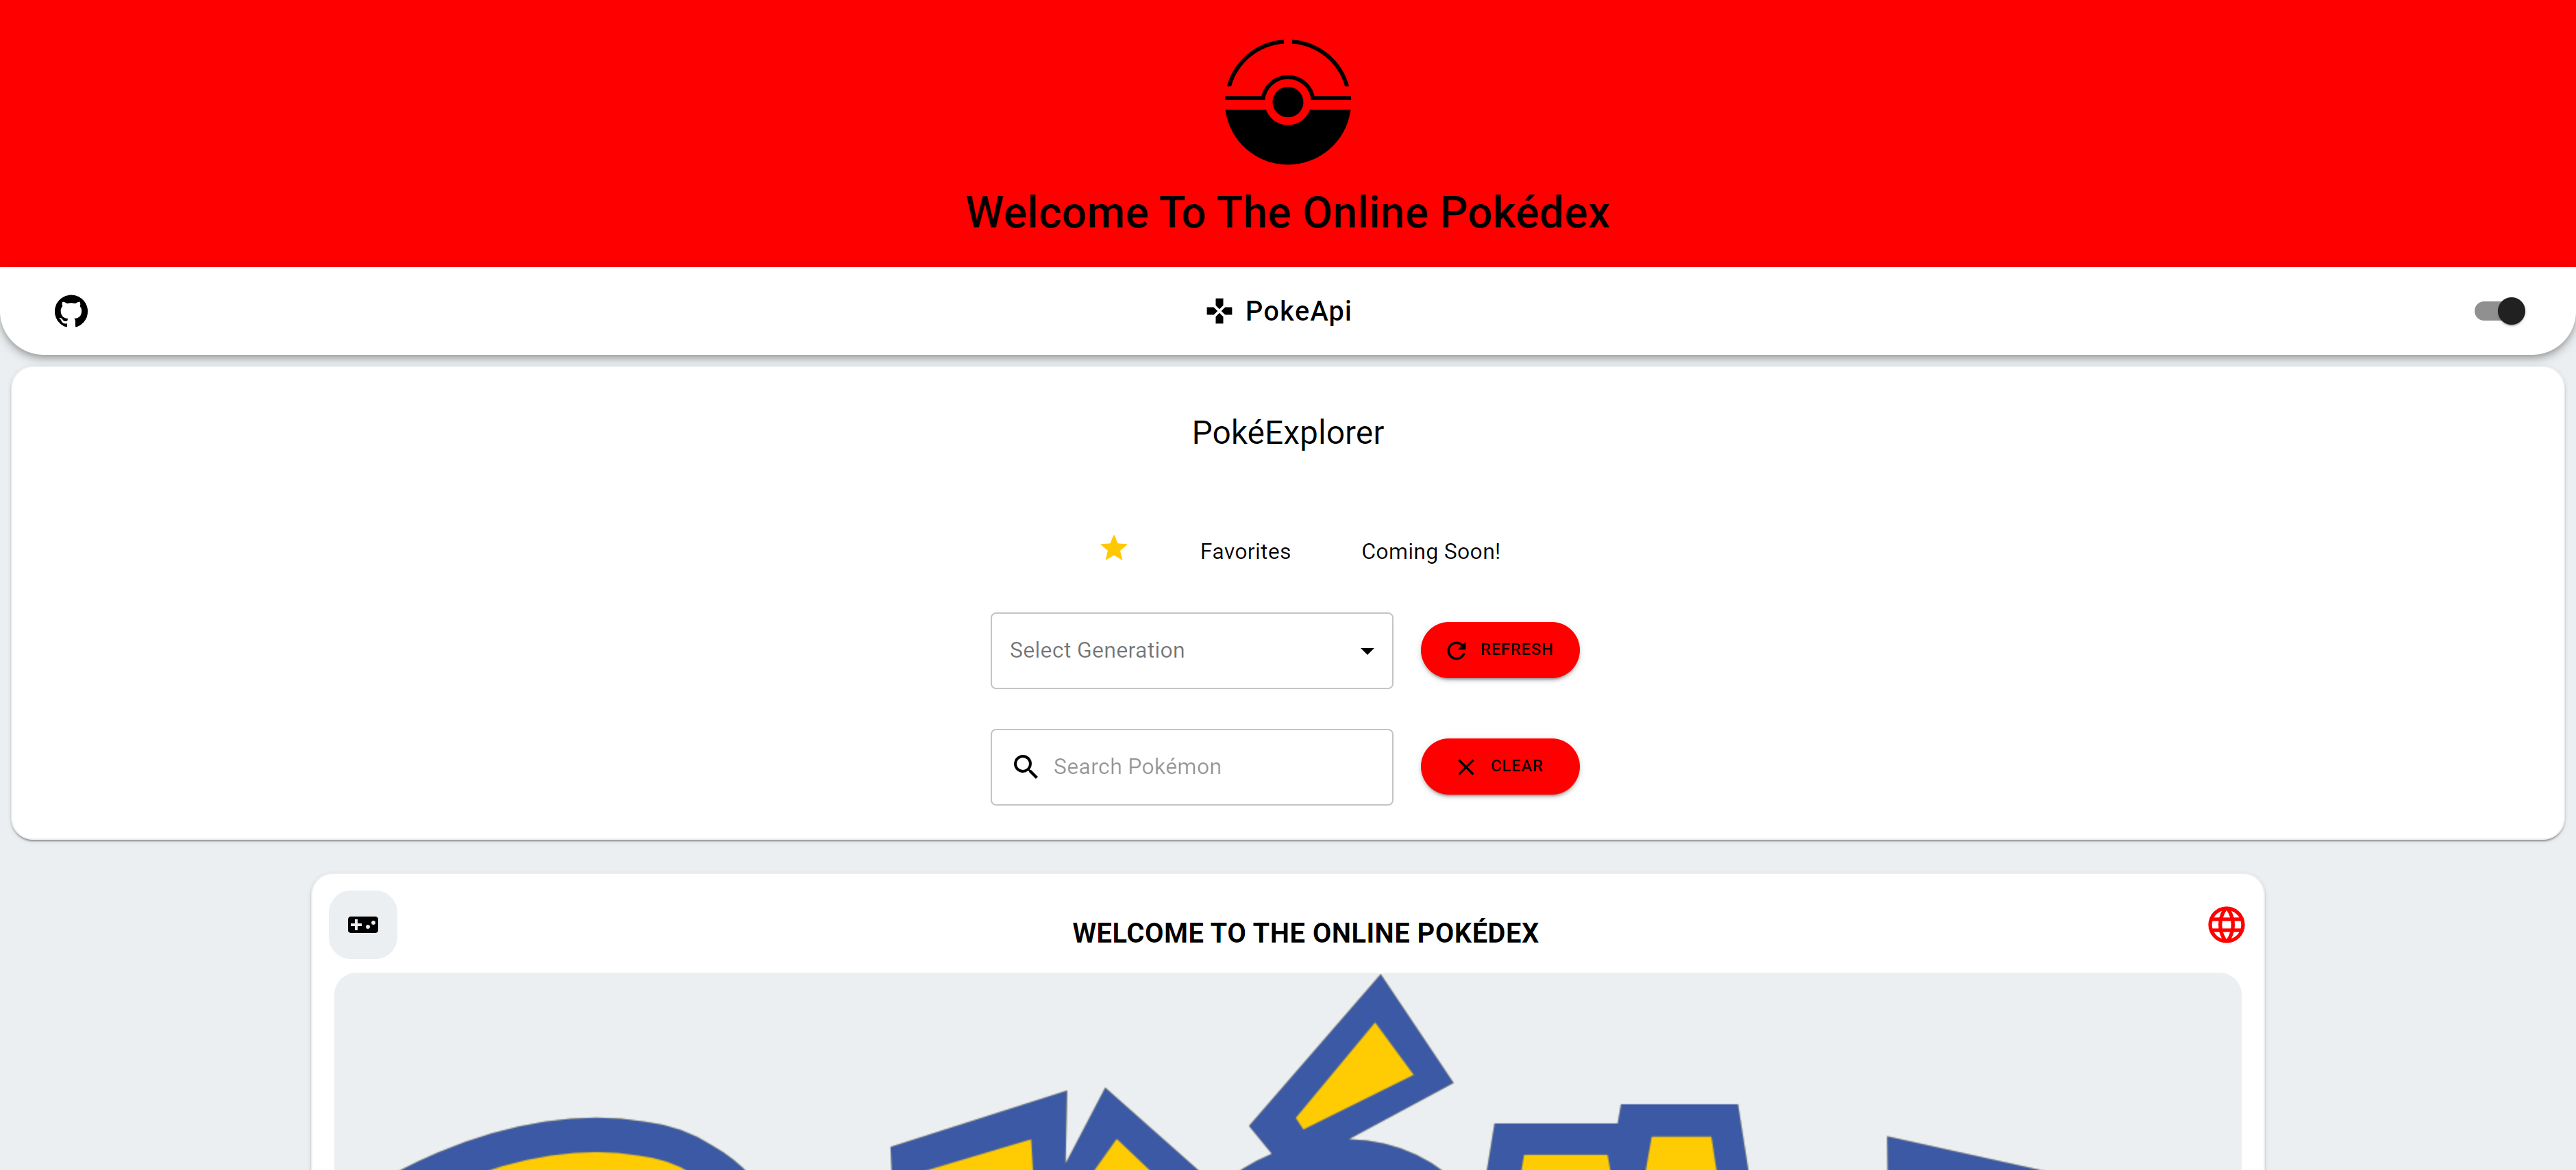 Welcome To The Online Pokédex
PokeApi
PokéExplorer
Favorites Coming Soon!
Select Generation REFRESH
Search Pokémon CLEAR
WELCOME TO THE ONLINE POKÉDEX